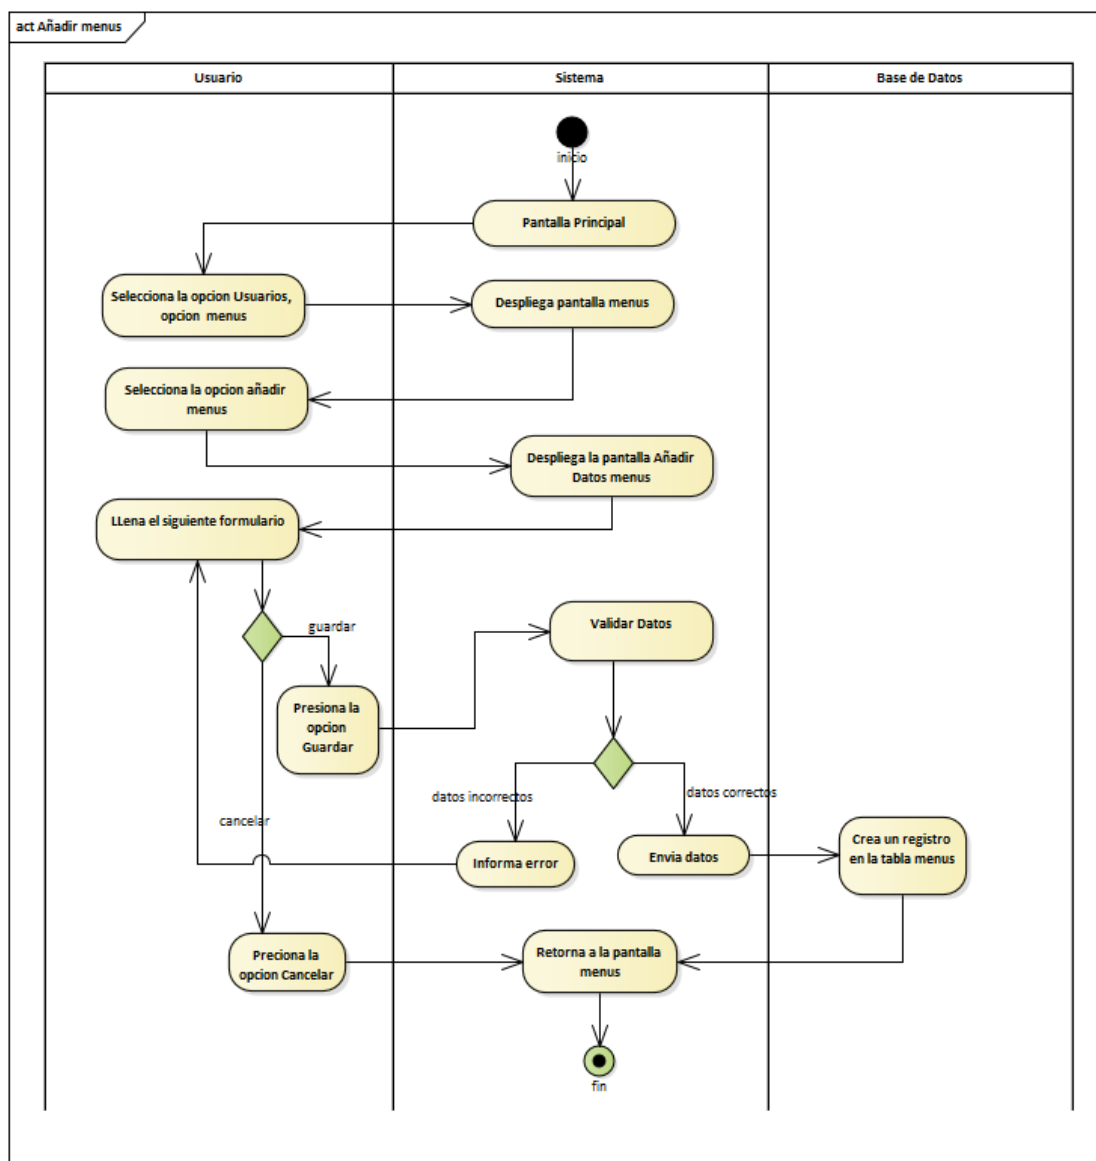 act Añadir menus
Usuario
Sistema
Base de Datos
inicio
Pantalla Principal
Selecciona la opcion Usuarios,
opcion menus
Despliega pantalla menus
Selecciona la opcion añadir
menus
Despliega la pantalla Añadir
Datos menus
LLena el siguiente formulario
guardar
Validar Datos
Presiona la
opcion
Guardar
datos incorrectos
datos correctos
cancelar
Informa error
Envia datos
Crea un registro
en la tabla menus
Preciona la
opcion Cancelar
Retorna a la pantalla
menus
fin